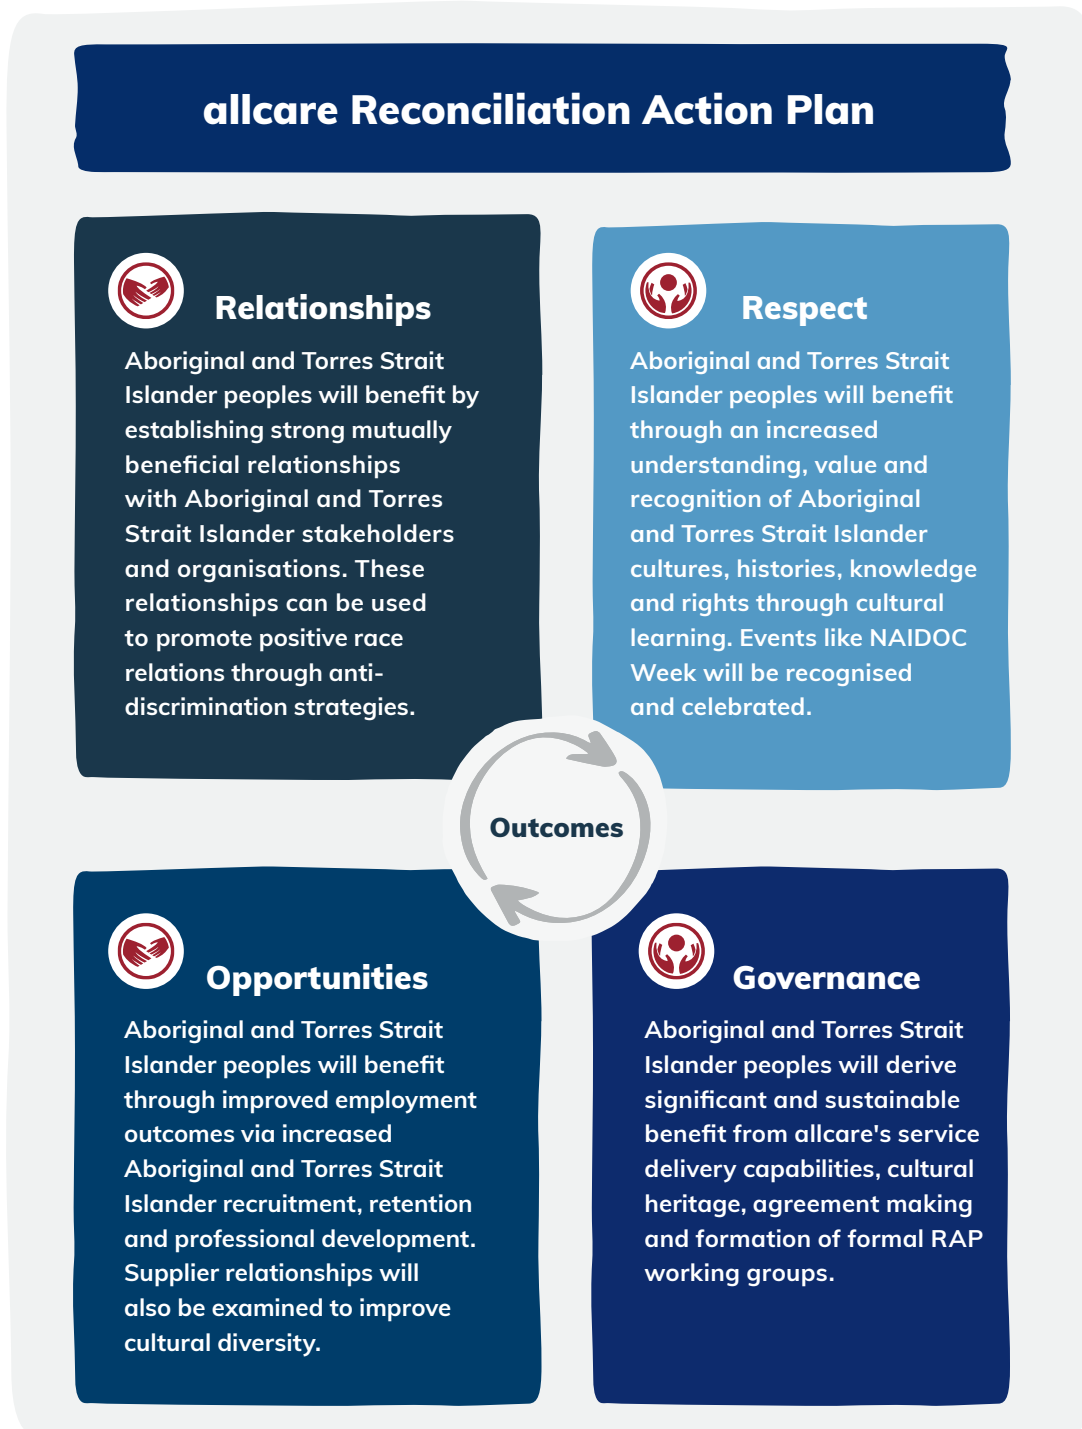 allcare Reconciliation Action Plan
Relationships
Aboriginal and Torres Strait
Islander peoples will benefit by
establishing strong mutually
beneficial relationships
with Aboriginal and Torres
Strait Islander stakeholders
and organisations. These
relationships can be used
to promote positive race
relations through anti-
discrimination strategies.
Respect
Aboriginal and Torres Strait
Islander peoples will benefit
through an increased
understanding, value and
recognition of Aboriginal
and Torres Strait Islander
cultures, histories, knowledge
and rights through cultural
learning. Events like NAIDOC
Week will be recognised
and celebrated.
Outcomes
Opportunities
Aboriginal and Torres Strait
Islander peoples will benefit
through improved employment
outcomes via increased
Aboriginal and Torres Strait
Islander recruitment, retention
and professional development.
Supplier relationships will
also be examined to improve
cultural diversity.
Governance
Aboriginal and Torres Strait
Islander peoples will derive
significant and sustainable
benefit from allcare's service
delivery capabilities, cultural
heritage, agreement making
and formation of formal RAP
working groups.